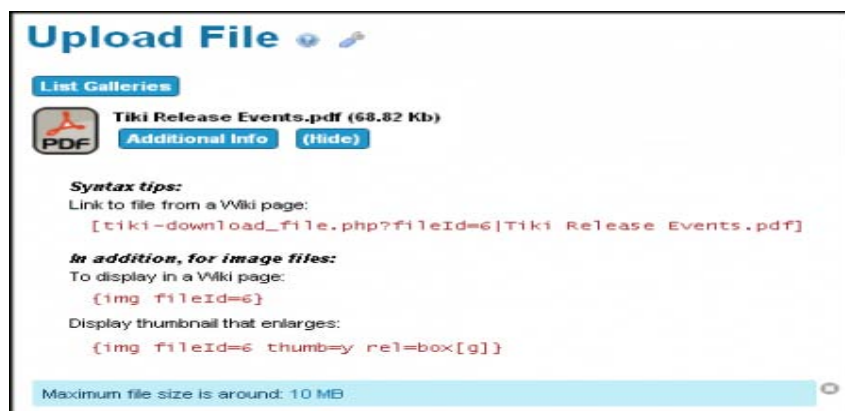 Upload File
List Galleries
PDF
Tiki Release Events.pdf (68.82 Kb)
Additional Info (Hide)
Syntax tips:
Link to file from a Wiki page:
[tiki-download_file.php?fileId=6|Tiki Release Events.pdf]
In addition, for image files:
To display in a Wiki page:
{img fileId=6}
Display thumbnail that enlarges:
{img fileId=6 thumb=y rel=box[g]}
Maximum file size is around: 10 MB